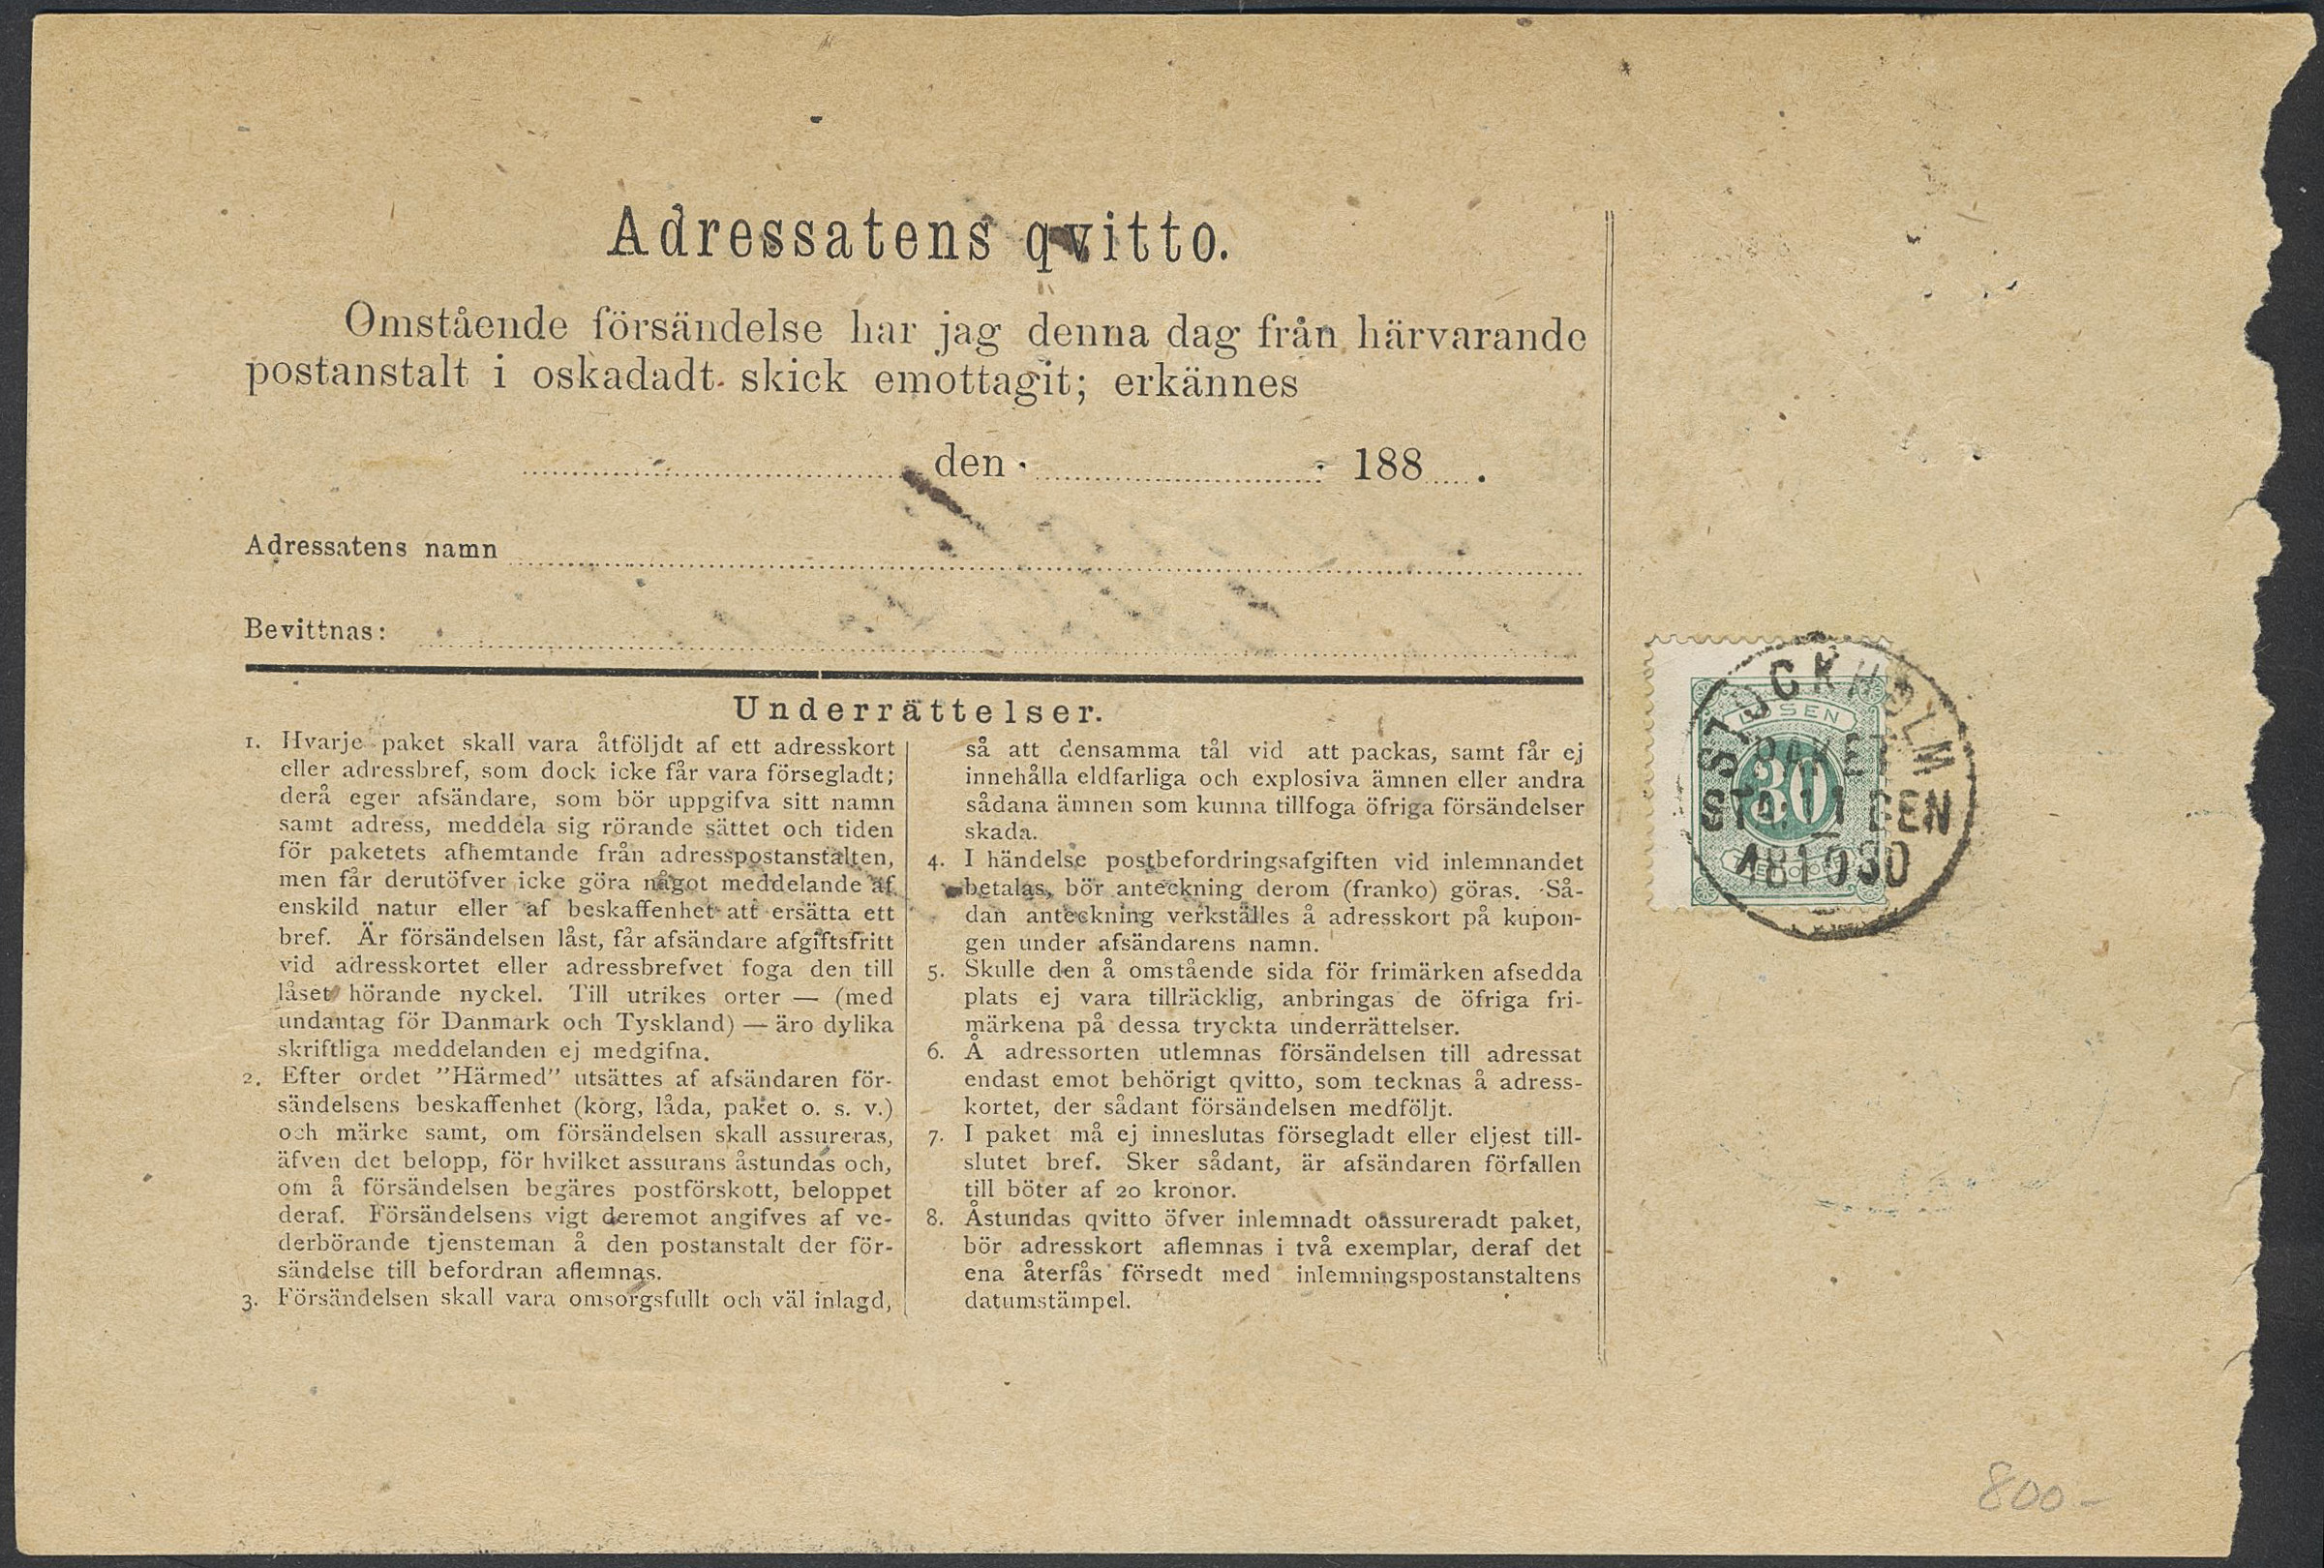 Adressatens qvitto.
Omstående försändelse har jag denna dag från härvarande
postanstalt i oskadadt skick emottagit; erkännes
den 188 .
Adressatens namn
Bevittnas:
Underrättelser.
1. Hvarje paket skall vara åtföljdt af ett adresskort
eller adressbref, som dock icke får vara försegladt;
derå eger afsändare, som bör uppgifva sitt namn
samt adress, meddela sig rörande sättet och tiden
för paketets afhemtande från adresspostanstalten,
men får derutöfver icke göra något meddelande af
enskild natur eller af beskaffenhet att ersätta ett
bref. Är försändelsen låst, får afsändare afgiftsfritt
vid adresskortet eller adressbrefvet foga den till
låset hörande nyckel. Till utrikes orter — (med
undantag för Danmark och Tyskland) — äro dylika
skriftliga meddelanden ej medgifna.
2. Efter ordet ”Härmed” utsättes af afsändaren för-
sändelsens beskaffenhet (korg, låda, paket o. s. v.)
och märke samt, om försändelsen skall assureras,
äfven det belopp, för hvilket assurans åstundas och,
om å försändelsen begäres postförskott, beloppet
deraf. Försändelsens vigt deremot angifves af ve-
derbörande tjensteman å den postanstalt der för-
sändelse till befordran aflemnas.
3. Försändelsen skall vara omsorgsfullt och väl inlagd,
så att densamma tål vid att packas, samt får ej
innehålla eldfarliga och explosiva ämnen eller andra
sådana ämnen som kunna tillfoga öfriga försändelser
skada.
4. I händelse postbefordringsafgiften vid inlemnandet
betalas, bör anteckning derom (franko) göras. Så-
dan anteckning verkställes å adresskort på kupon-
gen under afsändarens namn.
5. Skulle den å omstående sida för frimärken afsedda
plats ej vara tillräcklig, anbringas de öfriga fri-
märkena på dessa tryckta underrättelser.
6. Å adressorten utlemnas försändelsen till adressat
endast emot behörigt qvitto, som tecknas å adress-
kortet, der sådant försändelsen medföljt.
7. I paket må ej inneslutas försegladt eller eljest till-
slutet bref. Sker sådant, är afsändaren förfallen
till böter af 20 kronor.
8. Åstundas qvitto öfver inlemnadt oassureradt paket,
bör adresskort aflemnas i två exemplar, deraf det
ena återfås försedt med inlemningspostanstaltens
datumstämpel.
STOCKHOLM
LÖSEN
PAKET
30
800-